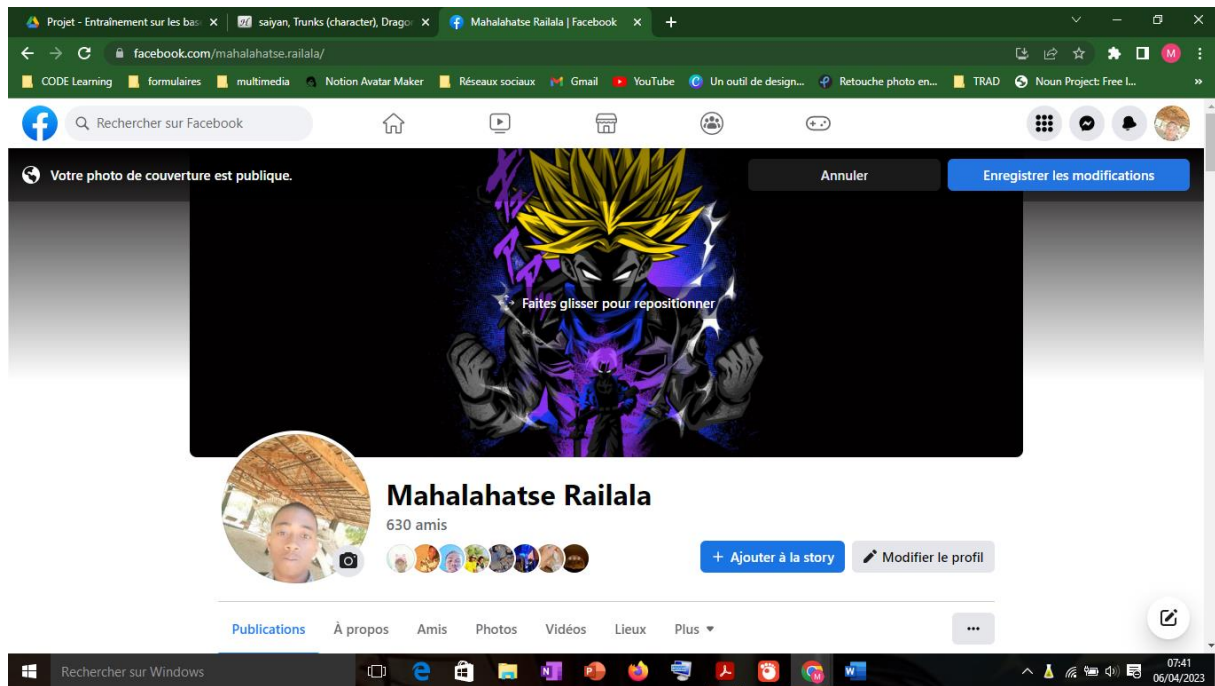 Projet - Entraînement sur les bas
saiyan, Trunks (character), Drago
Mahalahatse Railala | Facebook
facebook.com/mahalahatse.railala/
M
CODE Learning formulaires multimedia Notion Avatar Maker Réseaux sociaux Gmail YouTube Un outil de design... Retouche photo en... TRAD Noun Project: Free I... »
Rechercher sur Facebook
Votre photo de couverture est publique.
Annuler
Enregistrer les modifications
Faites glisser pour repositionner
Mahalahatse Railala
630 amis
+ Ajouter à la story
Modifier le profil
Publications À propos Amis Photos Vidéos Lieux Plus
Rechercher sur Windows
07:41
06/04/2023